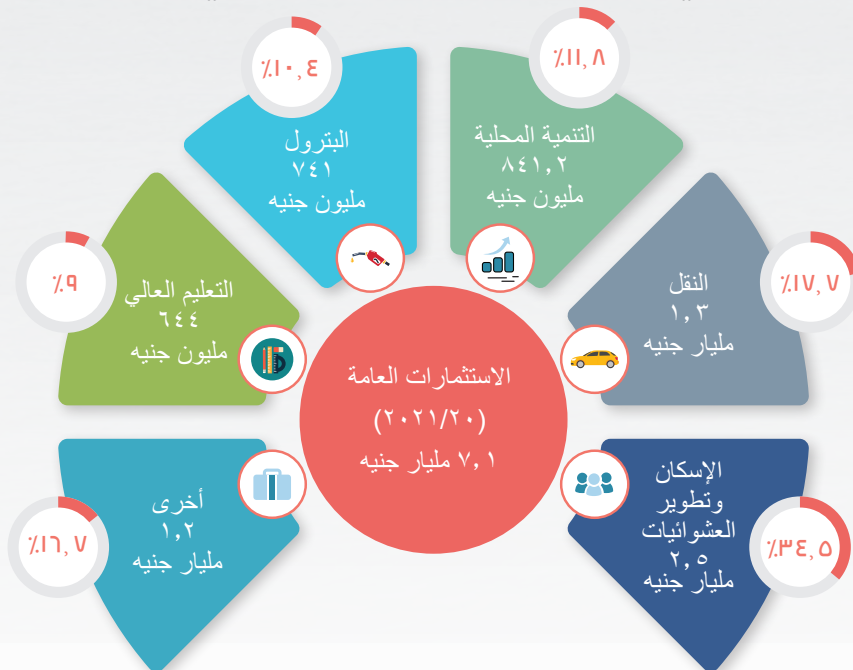 ٪١١,٨
التنمية المحلية
٨٤١,٢
مليون جنيه
٪١٠,٤
البترول
٧٤١
مليون جنيه
٪١٧,٧
النقل
١,٣
مليار جنيه
٪٩
التعليم العالي
٦٤٤
مليون جنيه
الاستثمارات العامة
(٢٠٢١/٢٠)
٧,١ مليار جنيه
٪٣٤,٥
الإسكان
وتطوير
العشوائيات
٢,٥
مليار جنيه
٪١٦,٧
أخرى
١,٢
مليار جنيه